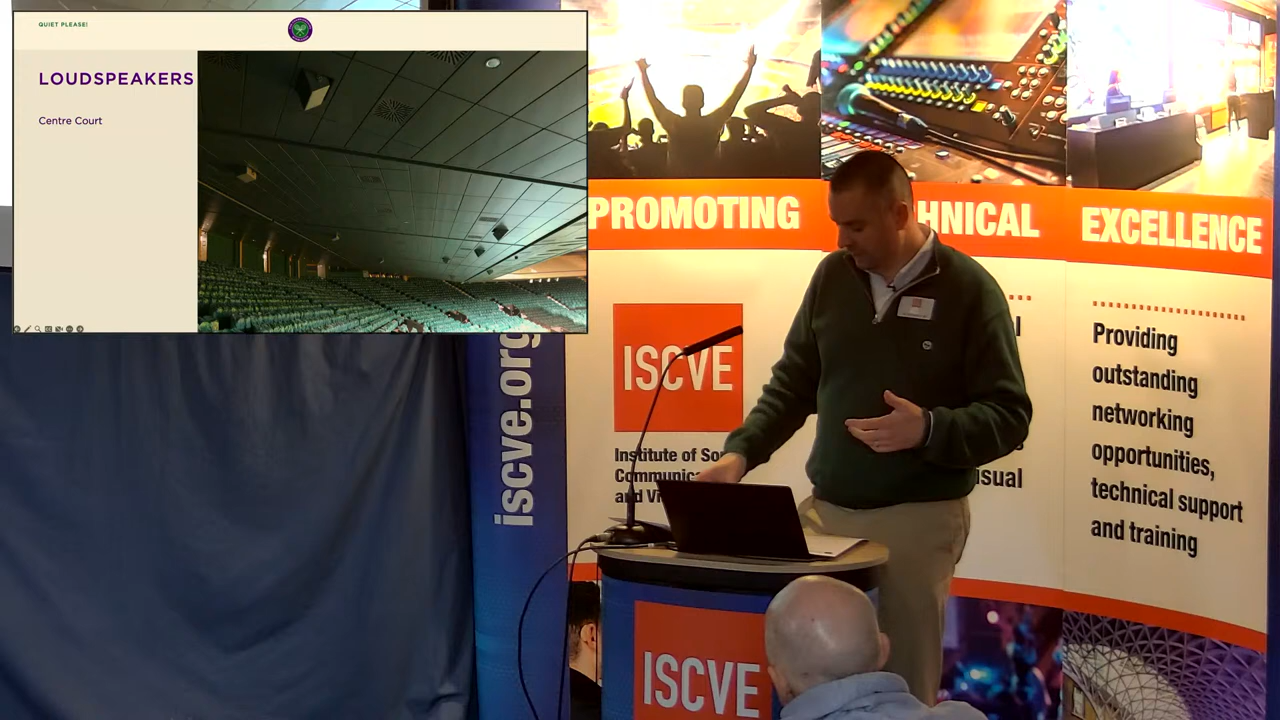 QUIET PLEASE!
LOUDSPEAKERS
Centre Court
PROMOTING
HNICAL
EXCELLENCE
iscve.org
ISCVE
Institute of So
Communica
and Vi
sual
Providing
outstanding
networking
opportunities,
technical support
and training
ISCVE